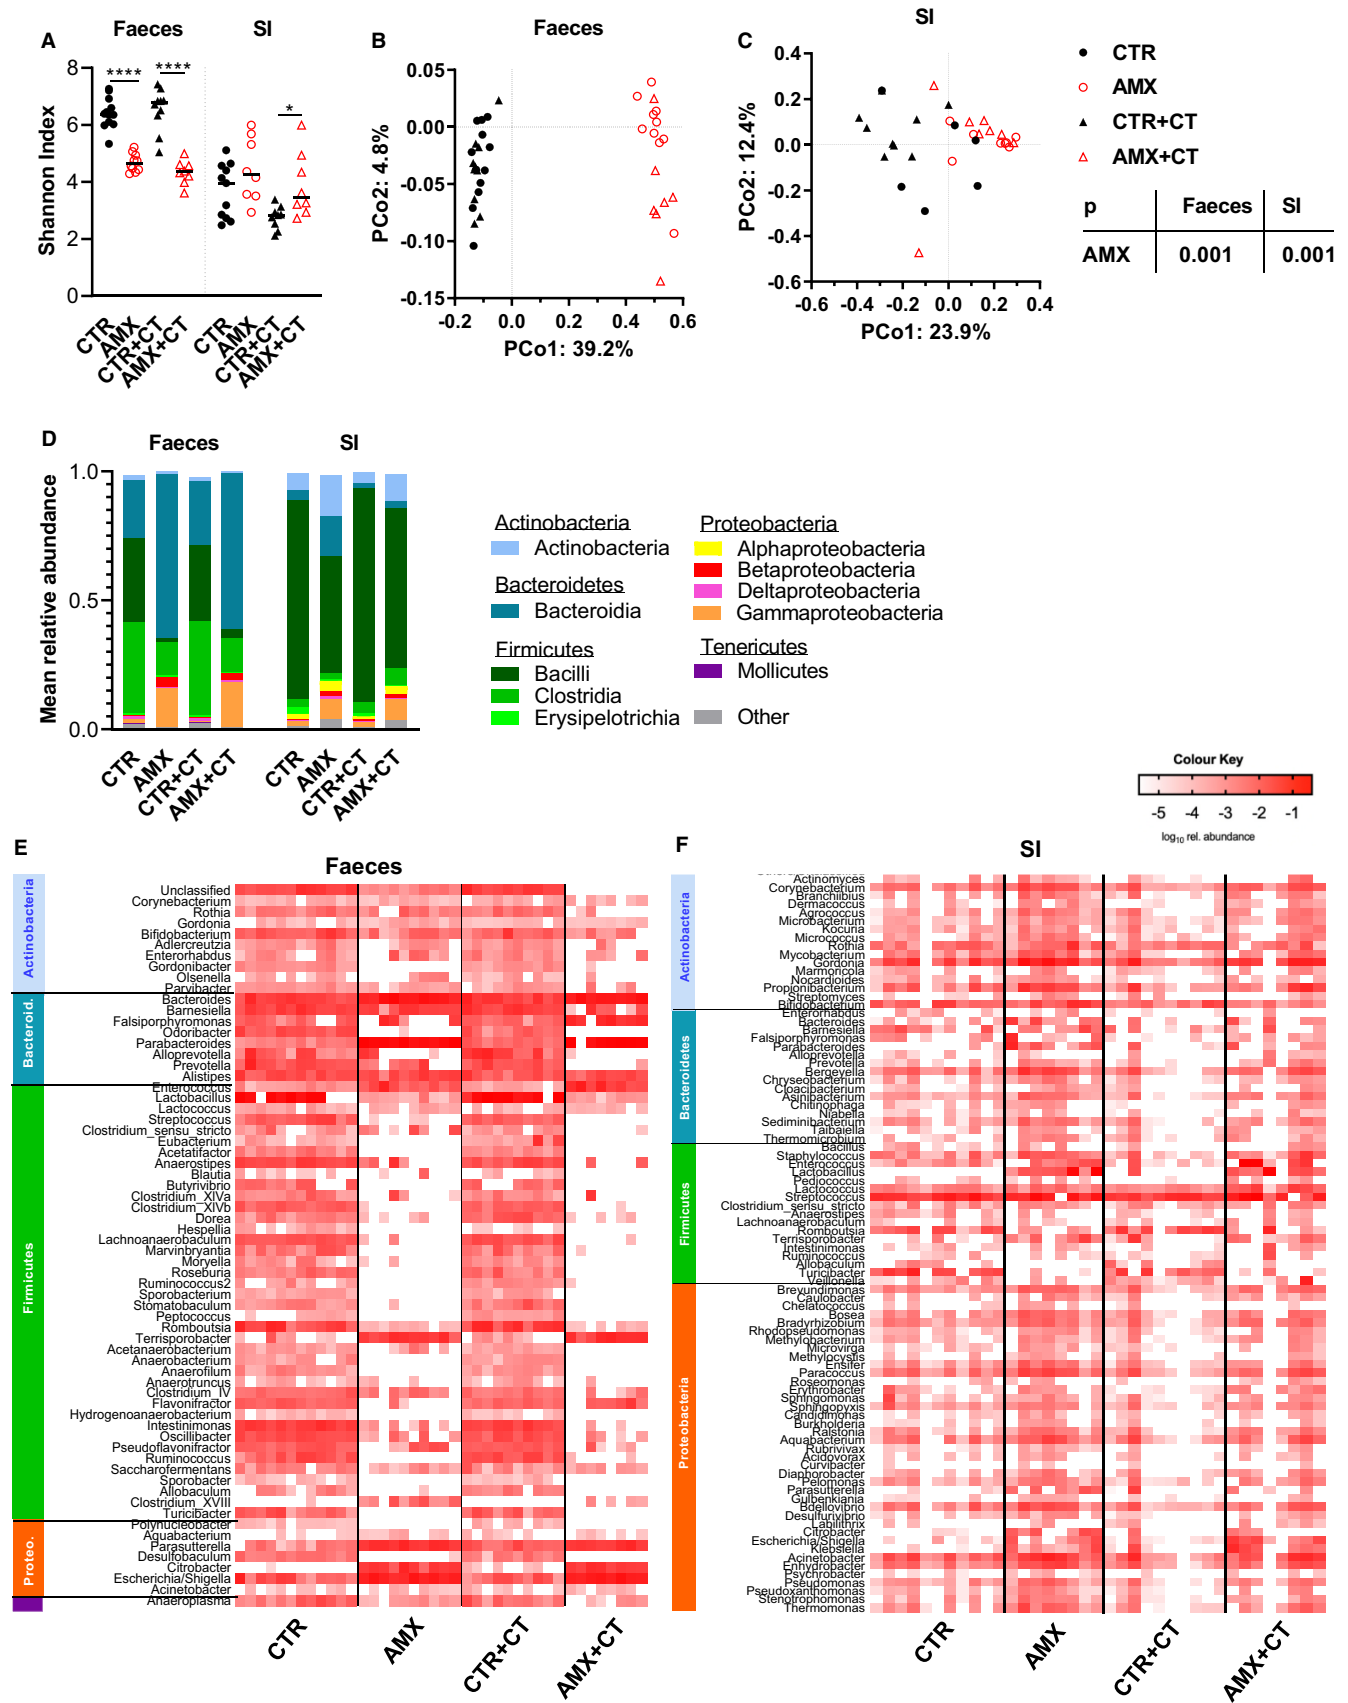 A
Faeces
SI
Shannon Index
8
6
4
2
0
****
****
*
CTR
AMX
CTR+CT
AMX+CT
CTR
AMX
CTR+CT
AMX+CT
B
Faeces
PCo2: 4.8%
0.05
0.00
-0.05
-0.10
-0.15
-0.2
0.0
0.2
0.4
0.6
PCo1: 39.2%
C
SI
PCo2: 12.4%
0.4
0.2
0.0
-0.2
-0.4
-0.6
-0.6
-0.4
-0.2
0.0
0.2
0.4
PCo1: 23.9%
CTR
AMX
CTR+CT
AMX+CT
p Faeces SI
AMX 0.001 0.001
D
Faeces
SI
Mean relative abundance
1.0
0.5
0.0
CTR
AMX
CTR+CT
AMX+CT
CTR
AMX
CTR+CT
AMX+CT
Actinobacteria
Actinobacteria
Bacteroidetes
Bacteroidia
Firmicutes
Bacilli
Clostridia
Erysipelotrichia
Proteobacteria
Alphaproteobacteria
Betaproteobacteria
Deltaproteobacteria
Gammaproteobacteria
Tenericutes
Mollicutes
Other
Colour Key
-5 -4 -3 -2 -1
log10 rel. abundance
E
Faeces
Actinobacteria
Bacteroid.
Firmicutes
Proteo.
Unclassified
Corynebacterium
Rothia
Gordonia
Bifidobacterium
Adlercreutzia
Enterorhabdus
Gordonibacter
Olsenella
Parvibacter
Bacteroides
Barnesiella
Falsiporphyromonas
Odoribacter
Parabacteroides
Alloprevotella
Prevotella
Alistipes
Enterococcus
Lactobacillus
Lactococcus
Streptococcus
Clostridium_sensu_stricto
Eubacterium
Acetatifactor
Anaerostipes
Blautia
Butyrivibrio
Clostridium_XlVa
Clostridium_XlVb
Dorea
Hespellia
Lachnoanaerobaculum
Marvinbryantia
Moryella
Roseburia
Ruminococcus2
Sporobacterium
Stomatobaculum
Peptococcus
Romboutsia
Terrisporobacter
Acetanaerobacterium
Anaerobacterium
Anaerofilum
Anaerotruncus
Clostridium_IV
Flavonifractor
Hydrogenoanaerobacterium
Intestinimonas
Oscillibacter
Pseudoflavonifractor
Ruminococcus
Saccharofermentans
Sporobacter
Allobaculum
Clostridium_XVIII
Turicibacter
Polynucleobacter
Aquabacterium
Parasutterella
Desulfobaculum
Citrobacter
Escherichia/Shigella
Acinetobacter
Anaeroplasma
CTR
AMX
CTR+CT
AMX+CT
F
SI
Actinobacteria
Bacteroidetes
Firmicutes
Proteobacteria
Actinomyces
Corynebacterium
Branchiibius
Dermacoccus
Agrococcus
Microbacterium
Kocuria
Micrococcus
Rothia
Mycobacterium
Gordonia
Marmoricola
Nocardioides
Propionibacterium
Streptomyces
Bifidobacterium
Enterorhabdus
Bacteroides
Barnesiella
Falsiporphyromonas
Parabacteroides
Alloprevotella
Prevotella
Bergeyella
Chryseobacterium
Cloacibacterium
Asinibacterium
Chitinophaga
Niabella
Sediminibacterium
Taibaiella
Thermomicrobium
Bacillus
Staphylococcus
Enterococcus
Lactobacillus
Pediococcus
Lactococcus
Streptococcus
Clostridium_sensu_stricto
Anaerostipes
Lachnoanaerobaculum
Romboutsia
Terrisporobacter
Intestinimonas
Ruminococcus
Allobaculum
Turicibacter
Veillonella
Brevundimonas
Caulobacter
Chelatococcus
Bosea
Bradyrhizobium
Rhodopseudomonas
Methylobacterium
Microvirga
Methylocystis
Ensifer
Paracoccus
Roseomonas
Erythrobacter
Sphingomonas
Sphingopyxis
Candidimonas
Burkholderia
Ralstonia
Aquabacterium
Rubrivivax
Acidovorax
Curvibacter
Diaphorobacter
Pelomonas
Parasutterella
Gulbenkiania
Bdellovibrio
Desulfurivibrio
Labilithrix
Citrobacter
Escherichia/Shigella
Klebsiella
Acinetobacter
Enhydrobacter
Psychrobacter
Pseudomonas
Pseudoxanthomonas
Stenotrophomonas
Thermomonas
CTR
AMX
CTR+CT
AMX+CT